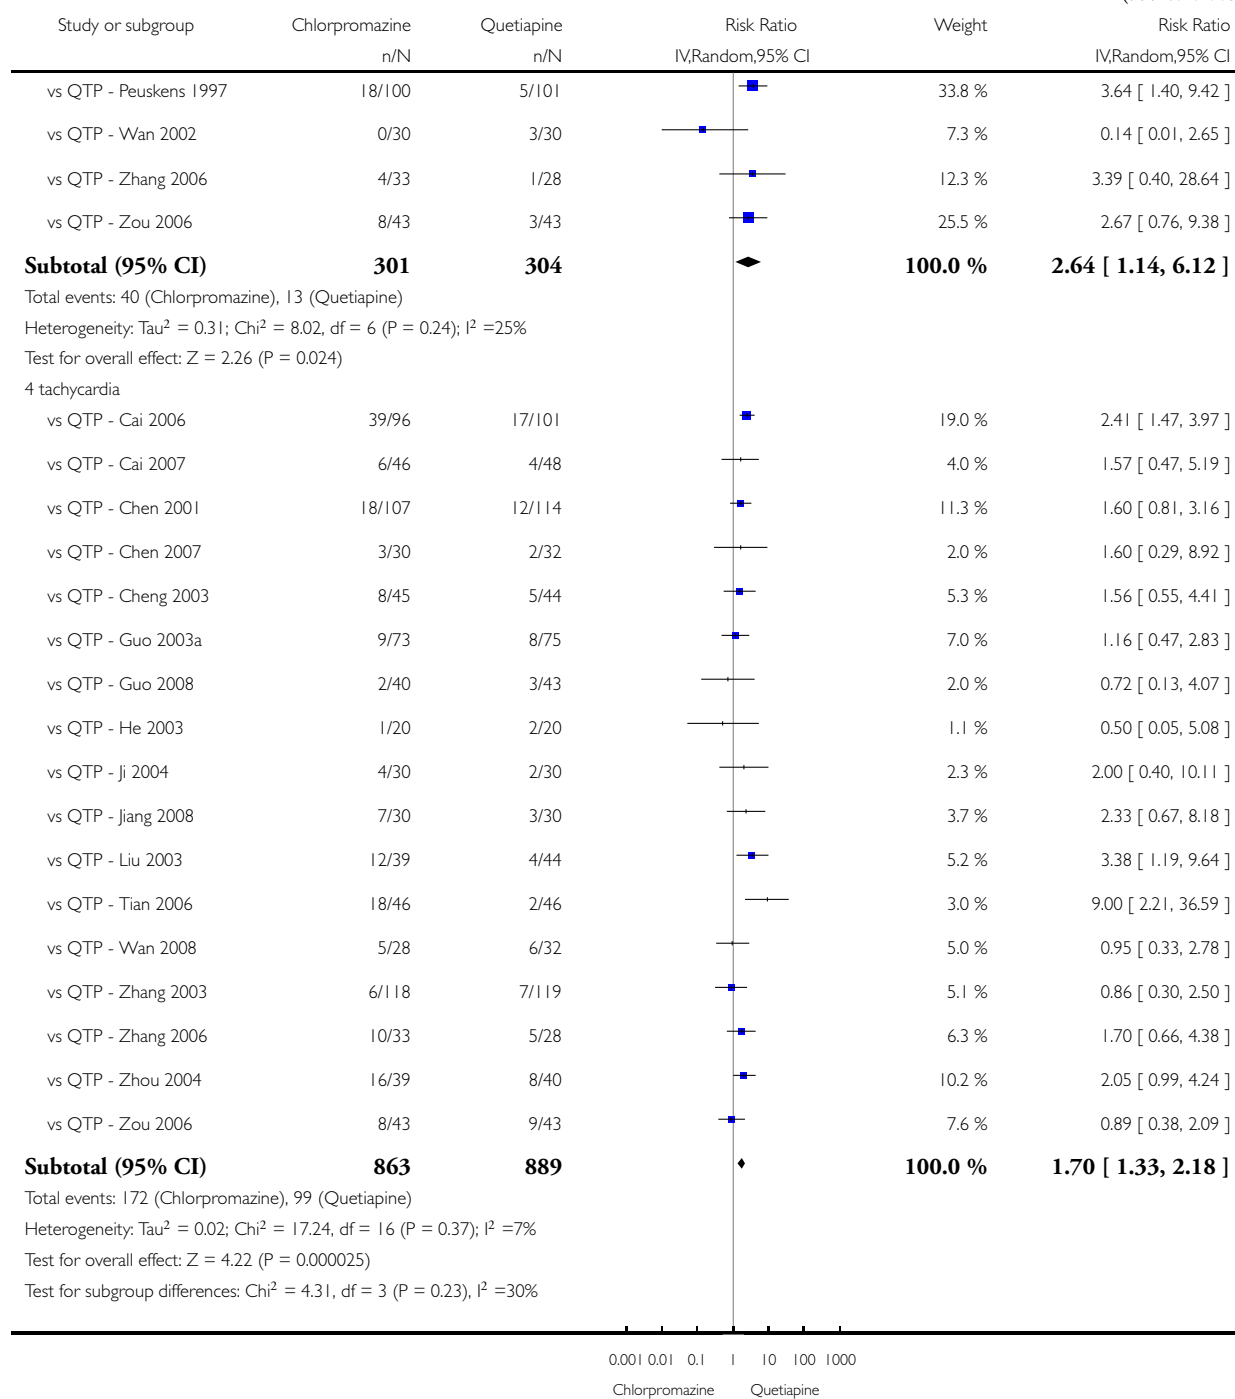 Study or subgroup Chlorpromazine Quetiapine Risk Ratio Weight Risk Ratio
n/N n/N IV,Random,95% CI IV,Random,95% CI
vs QTP - Peuskens 1997 18/100 5/101 33.8 % 3.64 [ 1.40, 9.42 ]
vs QTP - Wan 2002 0/30 3/30 7.3 % 0.14 [ 0.01, 2.65 ]
vs QTP - Zhang 2006 4/33 1/28 12.3 % 3.39 [ 0.40, 28.64 ]
vs QTP - Zou 2006 8/43 3/43 25.5 % 2.67 [ 0.76, 9.38 ]
Subtotal (95% CI) 301 304 100.0 % 2.64 [ 1.14, 6.12 ]
Total events: 40 (Chlorpromazine), 13 (Quetiapine)
Heterogeneity: Tau² = 0.31; Chi² = 8.02, df = 6 (P = 0.24); I² =25%
Test for overall effect: Z = 2.26 (P = 0.024)
4 tachycardia
vs QTP - Cai 2006 39/96 17/101 19.0 % 2.41 [ 1.47, 3.97 ]
vs QTP - Cai 2007 6/46 4/48 4.0 % 1.57 [ 0.47, 5.19 ]
vs QTP - Chen 2001 18/107 12/114 11.3 % 1.60 [ 0.81, 3.16 ]
vs QTP - Chen 2007 3/30 2/32 2.0 % 1.60 [ 0.29, 8.92 ]
vs QTP - Cheng 2003 8/45 5/44 5.3 % 1.56 [ 0.55, 4.41 ]
vs QTP - Guo 2003a 9/73 8/75 7.0 % 1.16 [ 0.47, 2.83 ]
vs QTP - Guo 2008 2/40 3/43 2.0 % 0.72 [ 0.13, 4.07 ]
vs QTP - He 2003 1/20 2/20 1.1 % 0.50 [ 0.05, 5.08 ]
vs QTP - Ji 2004 4/30 2/30 2.3 % 2.00 [ 0.40, 10.11 ]
vs QTP - Jiang 2008 7/30 3/30 3.7 % 2.33 [ 0.67, 8.18 ]
vs QTP - Liu 2003 12/39 4/44 5.2 % 3.38 [ 1.19, 9.64 ]
vs QTP - Tian 2006 18/46 2/46 3.0 % 9.00 [ 2.21, 36.59 ]
vs QTP - Wan 2008 5/28 6/32 5.0 % 0.95 [ 0.33, 2.78 ]
vs QTP - Zhang 2003 6/118 7/119 5.1 % 0.86 [ 0.30, 2.50 ]
vs QTP - Zhang 2006 10/33 5/28 6.3 % 1.70 [ 0.66, 4.38 ]
vs QTP - Zhou 2004 16/39 8/40 10.2 % 2.05 [ 0.99, 4.24 ]
vs QTP - Zou 2006 8/43 9/43 7.6 % 0.89 [ 0.38, 2.09 ]
Subtotal (95% CI) 863 889 100.0 % 1.70 [ 1.33, 2.18 ]
Total events: 172 (Chlorpromazine), 99 (Quetiapine)
Heterogeneity: Tau² = 0.02; Chi² = 17.24, df = 16 (P = 0.37); I² =7%
Test for overall effect: Z = 4.22 (P = 0.000025)
Test for subgroup differences: Chi² = 4.31, df = 3 (P = 0.23), I² =30%
0.001 0.01 0.1 1 10 100 1000
Chlorpromazine Quetiapine